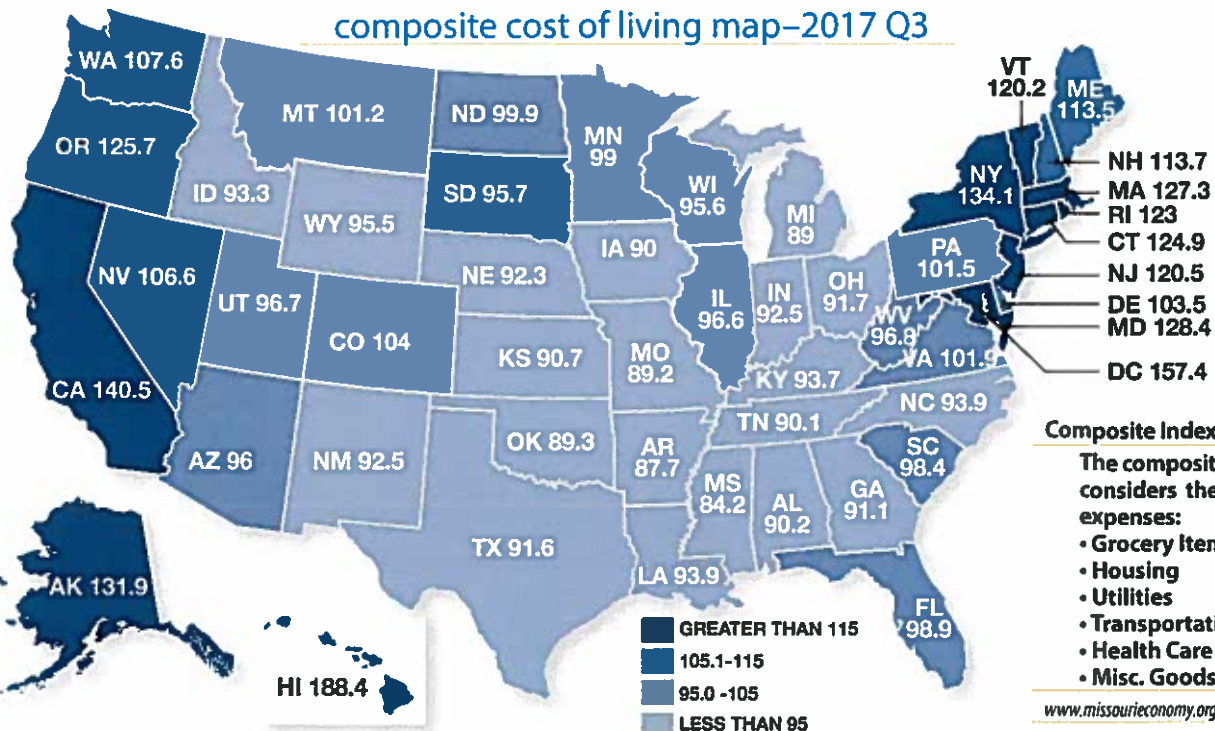 composite cost of living map–2017 Q3
WA 107.6
OR 125.7
CA 140.5
NV 106.6
ID 93.3
MT 101.2
WY 95.5
UT 96.7
CO 104
AZ 96
NM 92.5
ND 99.9
SD 95.7
NE 92.3
KS 90.7
OK 89.3
TX 91.6
MN
99
IA 90
MO
89.2
AR
87.7
LA 93.9
WI
95.6
IL
96.6
MI
89
IN
92.5
OH
91.7
KY 93.7
TN 90.1
MS
84.2
AL
90.2
GA
91.1
FL
98.9
SC
98.4
NC 93.9
VA 101.9
WV
96.8
PA
101.5
NY
134.1
VT
120.2
ME
113.5
NH 113.7
MA 127.3
RI 123
CT 124.9
NJ 120.5
DE 103.5
MD 128.4
DC 157.4
AK 131.9
HI 188.4
GREATER THAN 115
105.1-115
95.0 -105
LESS THAN 95
Composite Index
The composit
considers the
expenses:
• Grocery Iten
• Housing
• Utilities
• Transportati
• Health Care
• Misc. Goods
www.missourieconomy.org